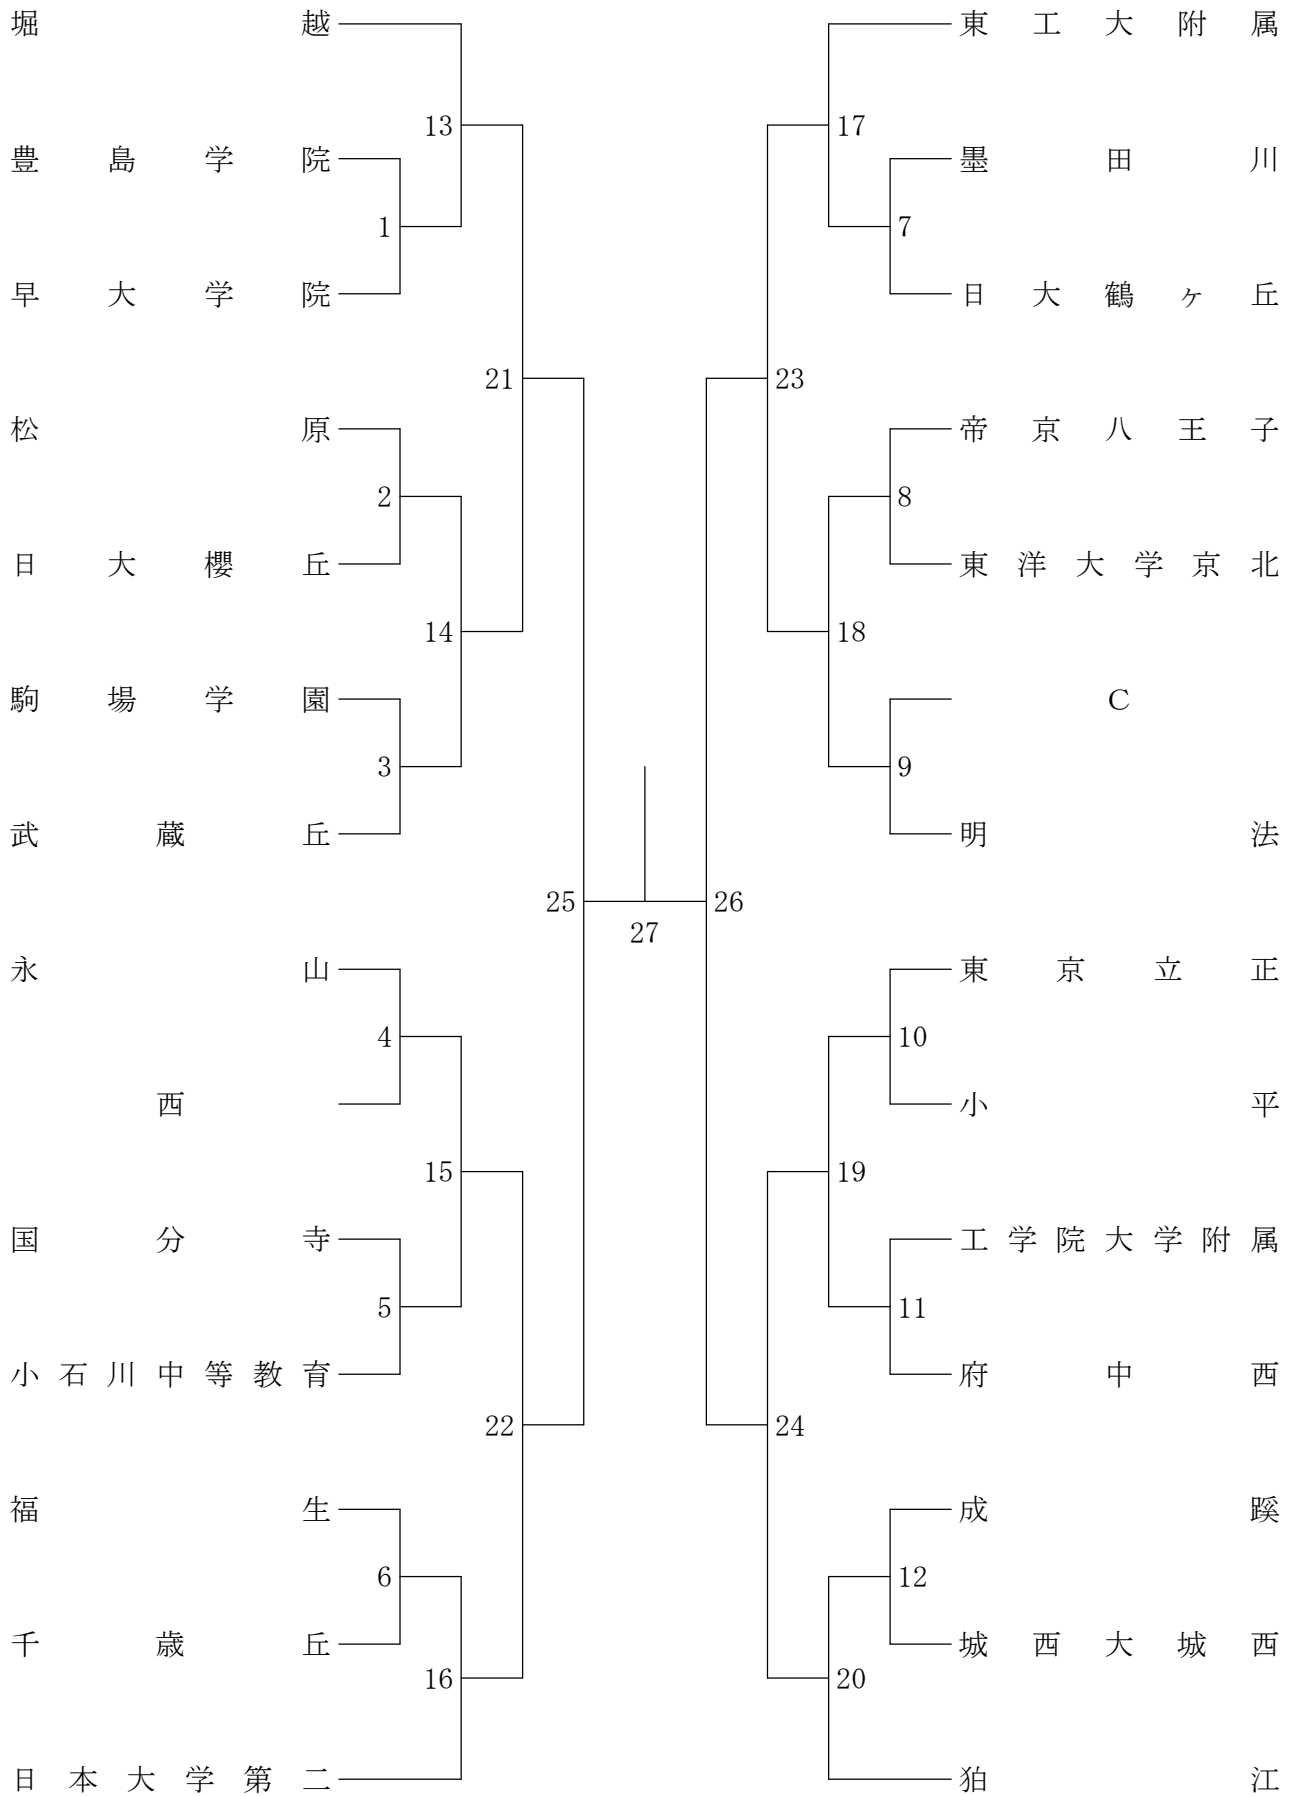 堀越
豊島学院
早大学院
松原
日大櫻丘
駒場学園
武蔵丘
永山
西
国分寺
小石川中等教育
福生
千歳丘
日本大学第二
13
1
21
2
14
3
25
4
15
5
22
6
16
27
東工大附属
墨田川
日大鶴ヶ丘
帝京八王子
東洋大学京北
C
明法
東京立正
小平
工学院大学附属
府中西
成蹊
城西大城西
狛江
17
7
23
8
18
9
26
10
19
11
24
12
20